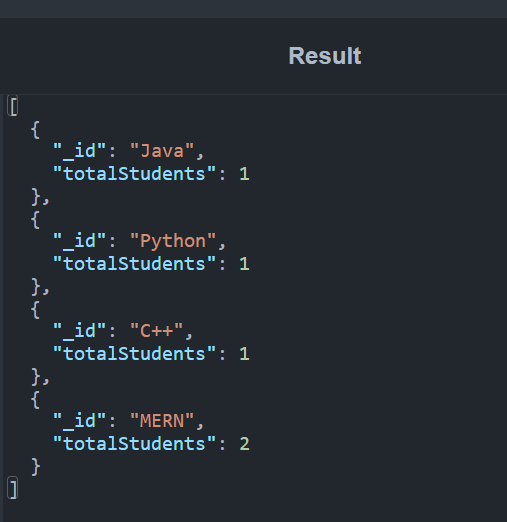 Result
[
{
"_id": "Java",
"totalStudents": 1
},
{
"_id": "Python",
"totalStudents": 1
},
{
"_id": "C++",
"totalStudents": 1
},
{
"_id": "MERN",
"totalStudents": 2
}
]